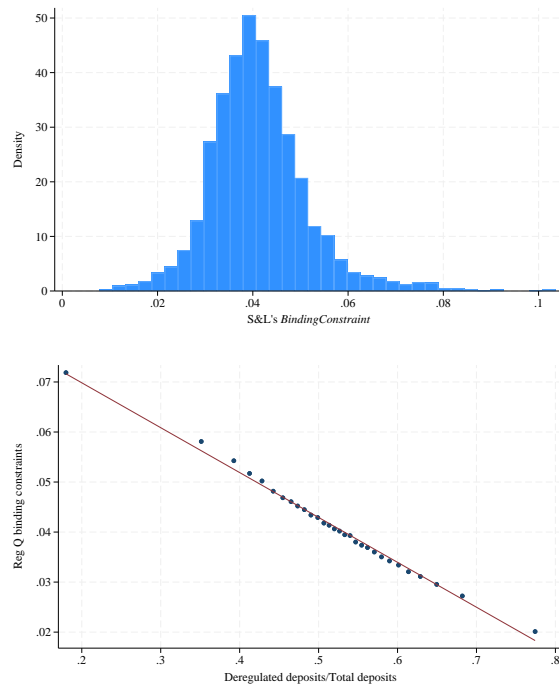 50
40
30
20
10
0
Density
0 .02 .04 .06 .08 .1
S&L's BindingConstraint
.07
.06
.05
.04
.03
.02
Reg Q binding constraints
.2 .3 .4 .5 .6 .7 .8
Deregulated deposits/Total deposits